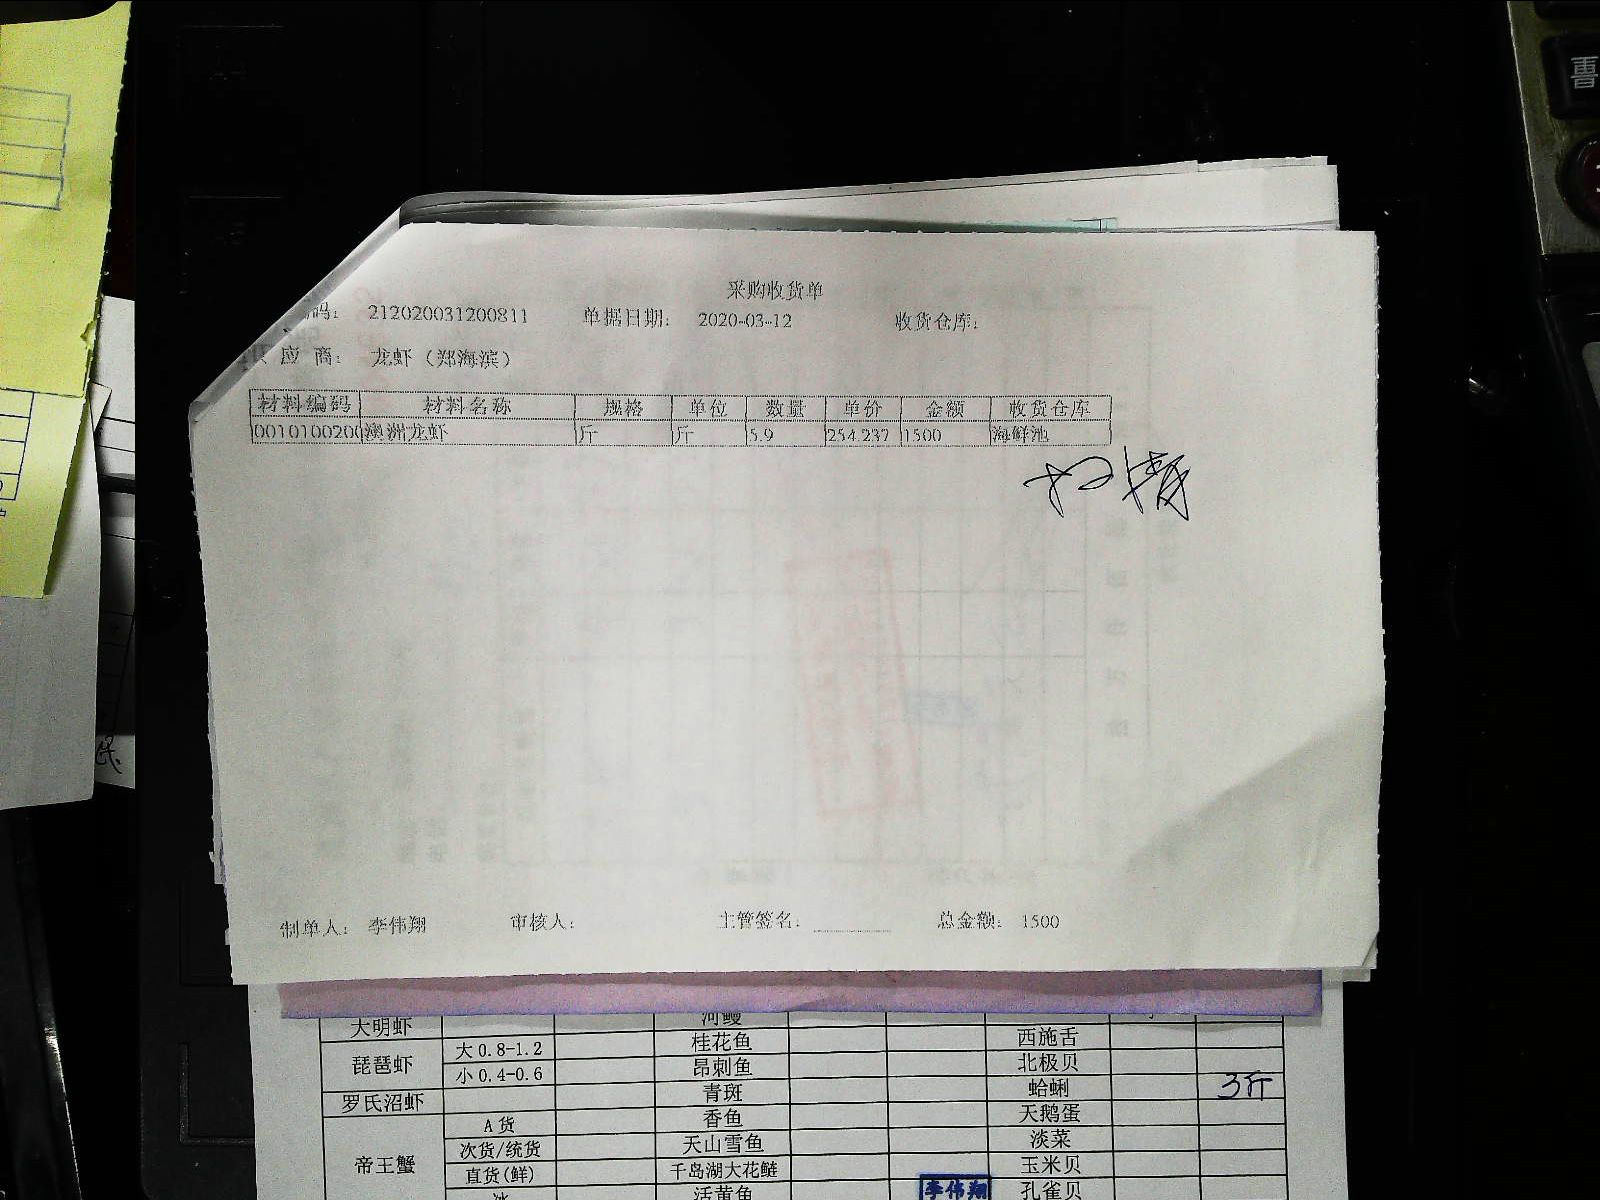 采购收货单
码: 212020031200811 单据日期: 2020-03-12 收货仓库:
应 商: 龙虾（郑海滨）
材料编码 材料名称 规格 单位 数量 单价 金额 收货仓库
0010100200 澳洲龙虾 斤 斤 5.9 254.237 1500 海鲜池
制单人: 李伟翔 审核人: 主管签名: 总金额: 1500
大明虾 河鳗
琵琶虾 大0.8-1.2 桂花鱼 西施舌
小0.4-0.6 昂刺鱼 北极贝
罗氏沼虾 青斑 蛤蜊 3斤
帝王蟹 A货 香鱼 天鹅蛋
次货/统货 天山雪鱼 淡菜
直货(鲜) 千岛湖大花鲢 玉米贝
冰 活黄鱼 李伟翔 孔雀贝